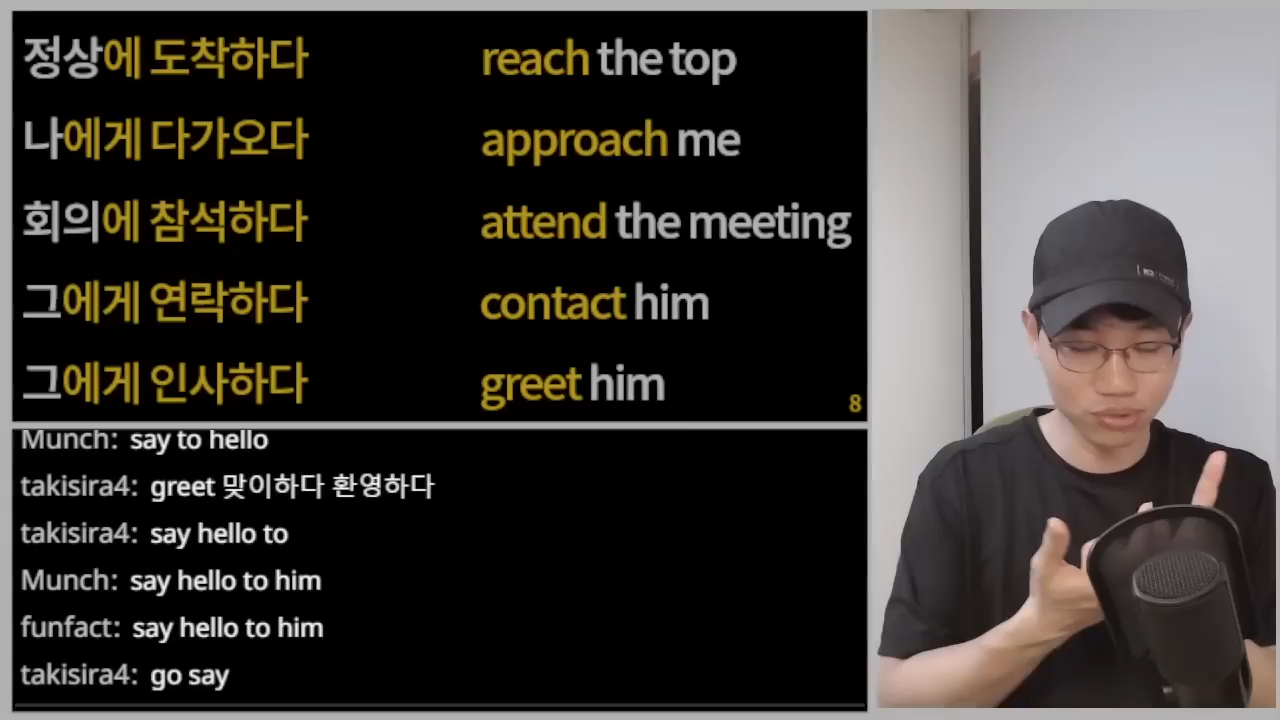 정상에 도착하다 reach the top
나에게 다가오다 approach me
회의에 참석하다 attend the meeting
그에게 연락하다 contact him
그에게 인사하다 greet him
8
Munch: say to hello
takisira4: greet 맞이하다 환영하다
takisira4: say hello to
Munch: say hello to him
funfact: say hello to him
takisira4: go say